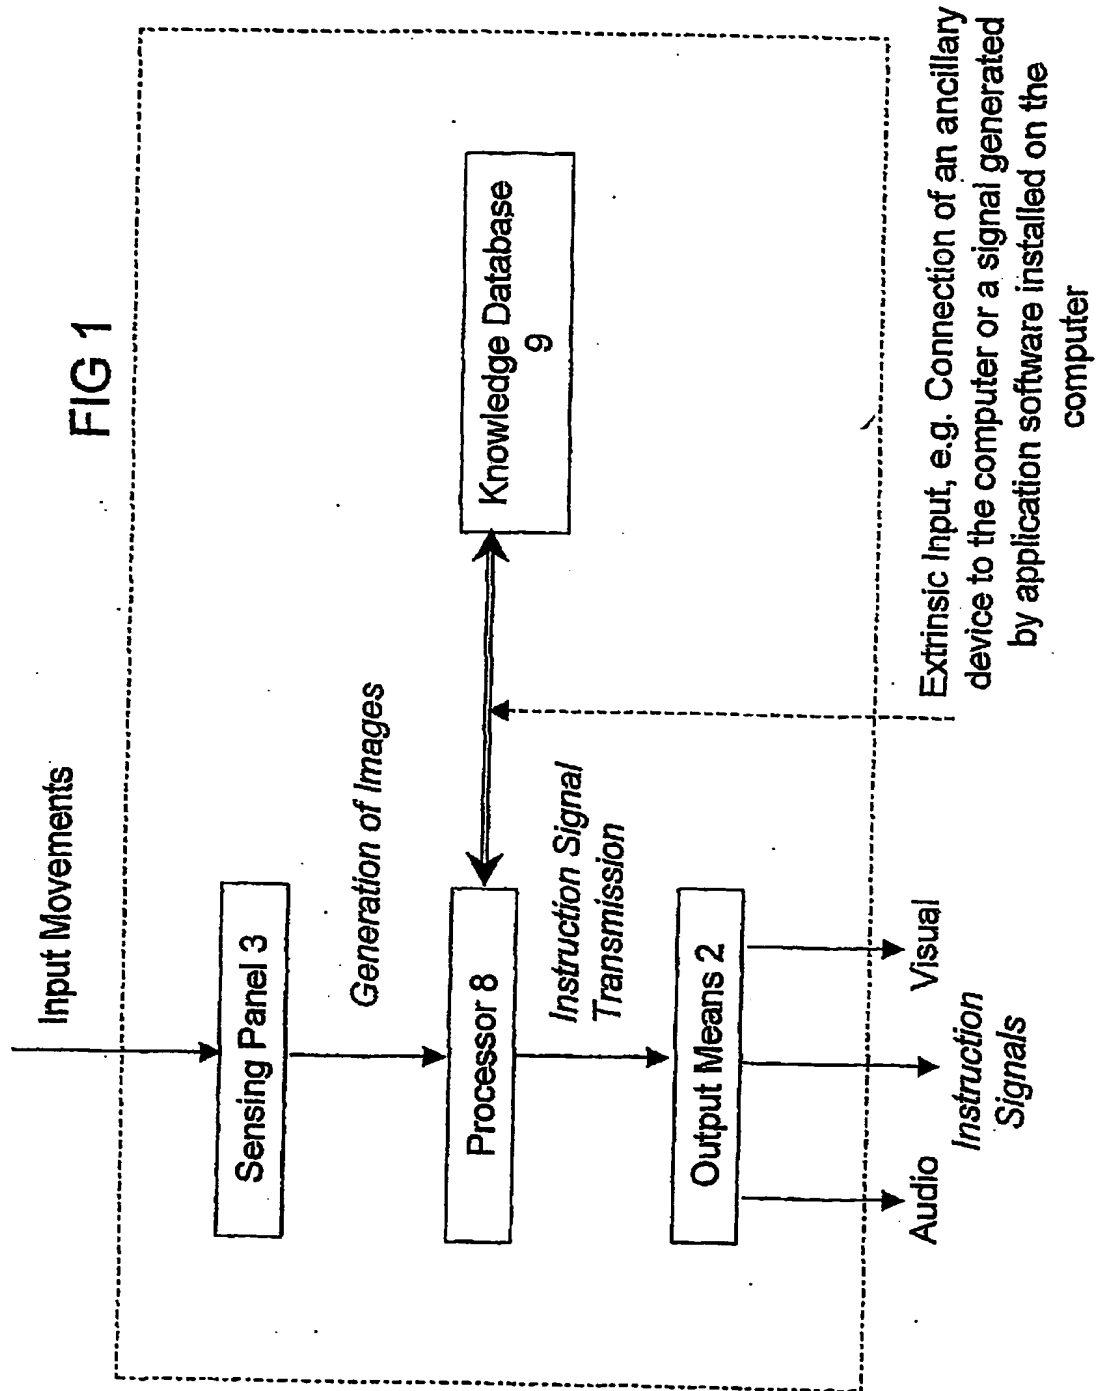 FIG 1
Input Movements
Sensing Panel 3
Generation of Images
Processor 8
Knowledge Database
9
Instruction Signal
Transmission
Output Means 2
Audio
Visual
Instruction
Signals
Extrinsic Input, e.g. Connection of an ancillary
device to the computer or a signal generated
by application software installed on the
computer